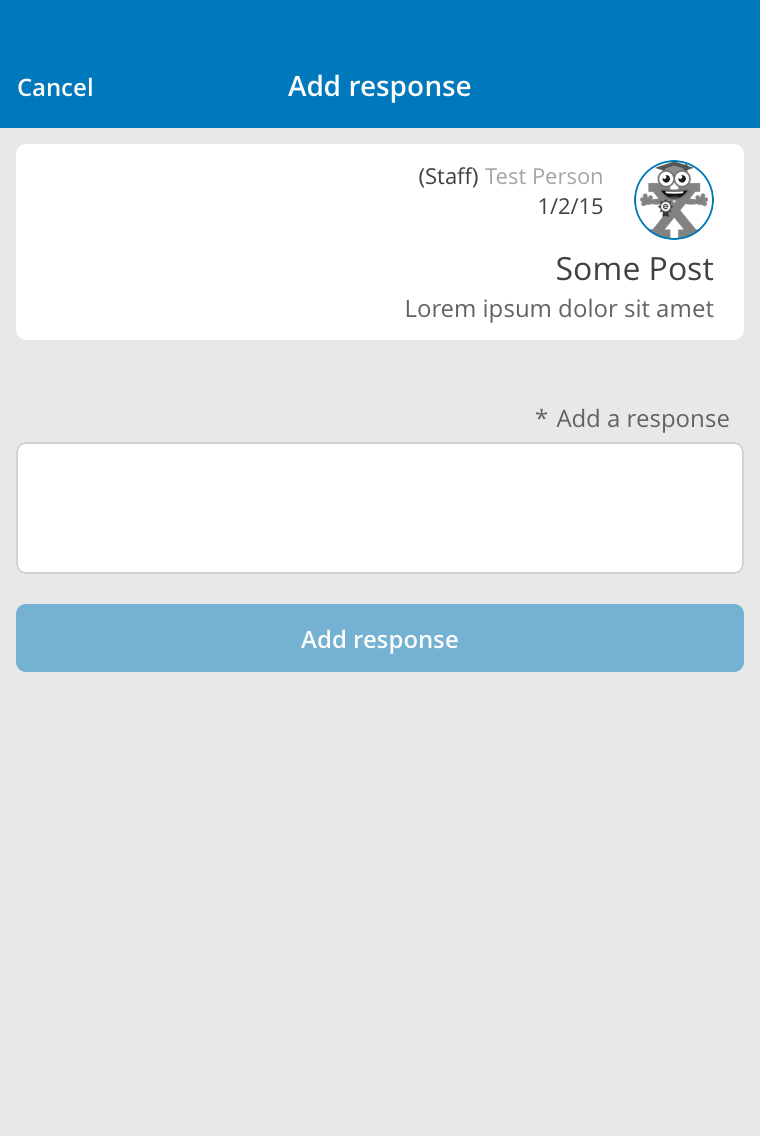 Cancel
Add response
(Staff) Test Person
1/2/15
Some Post
Lorem ipsum dolor sit amet
* Add a response
Add response